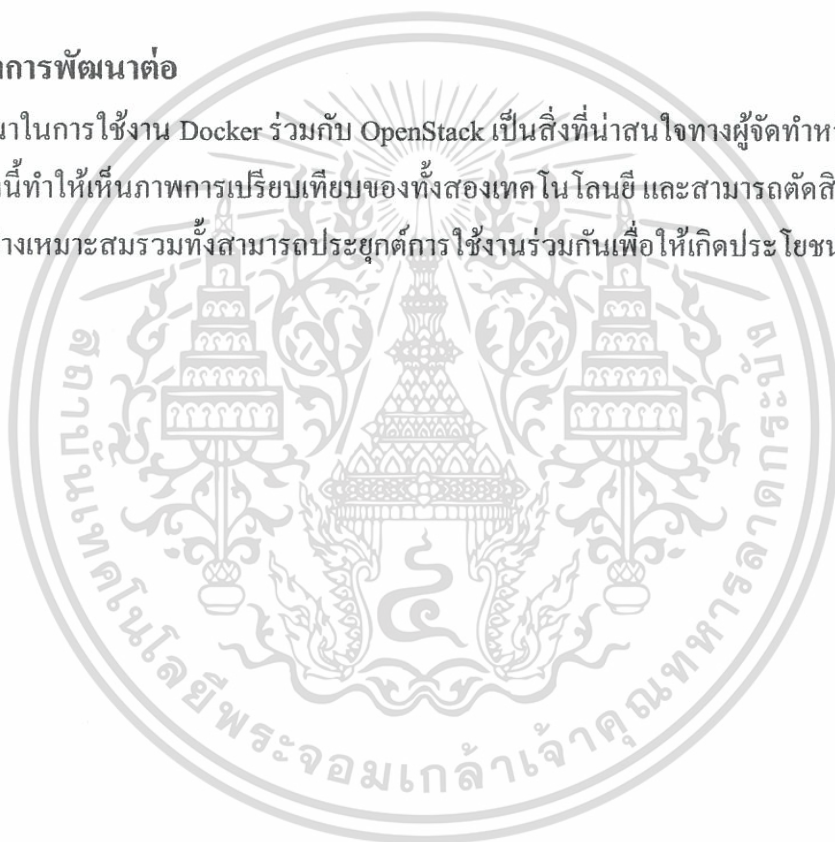 การพัฒนาต่อ
ในการใช้งาน Docker ร่วมกับ OpenStack เป็นสิ่งที่น่าสนใจทางผู้จัดทำ
นี้ทำให้เห็นภาพการเปรียบเทียบของทั้งสองเทคโนโลนยี และสามารถตัด
างเหมาะสมรวมทั้งสามารถประยุกต์การใช้งานร่วมกันเพื่อให้เกิดประโยชน
สถาบันเทคโนโลยีพระจอมเกล้าเจ้าคุณทหารลาดกระบัง